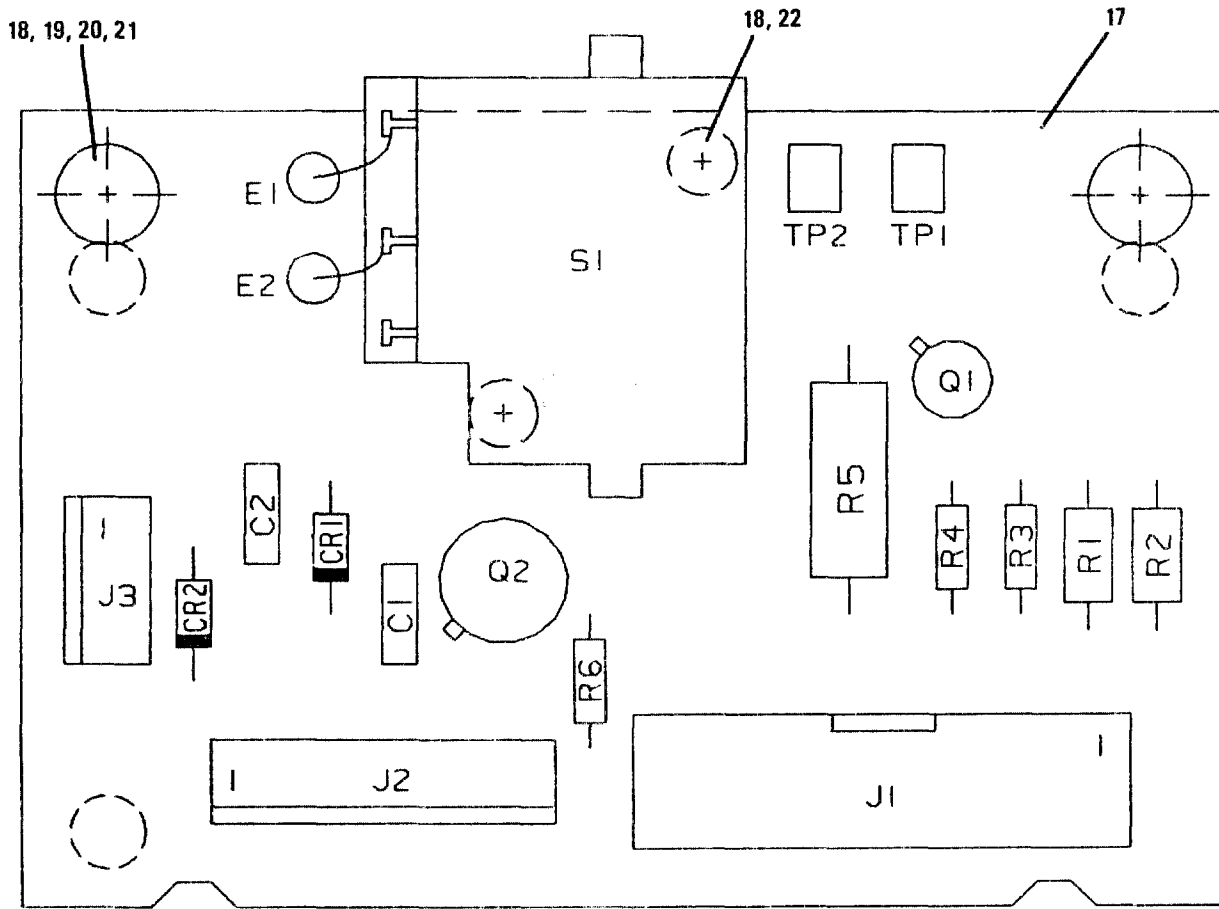 18, 19, 20, 21
18, 22
17
E1
E2
S1
TP2
TP1
Q1
R5
C2
CR1
R4
R3
R1
R2
1
J3
CR2
C1
Q2
R6
1
J2
1
J1